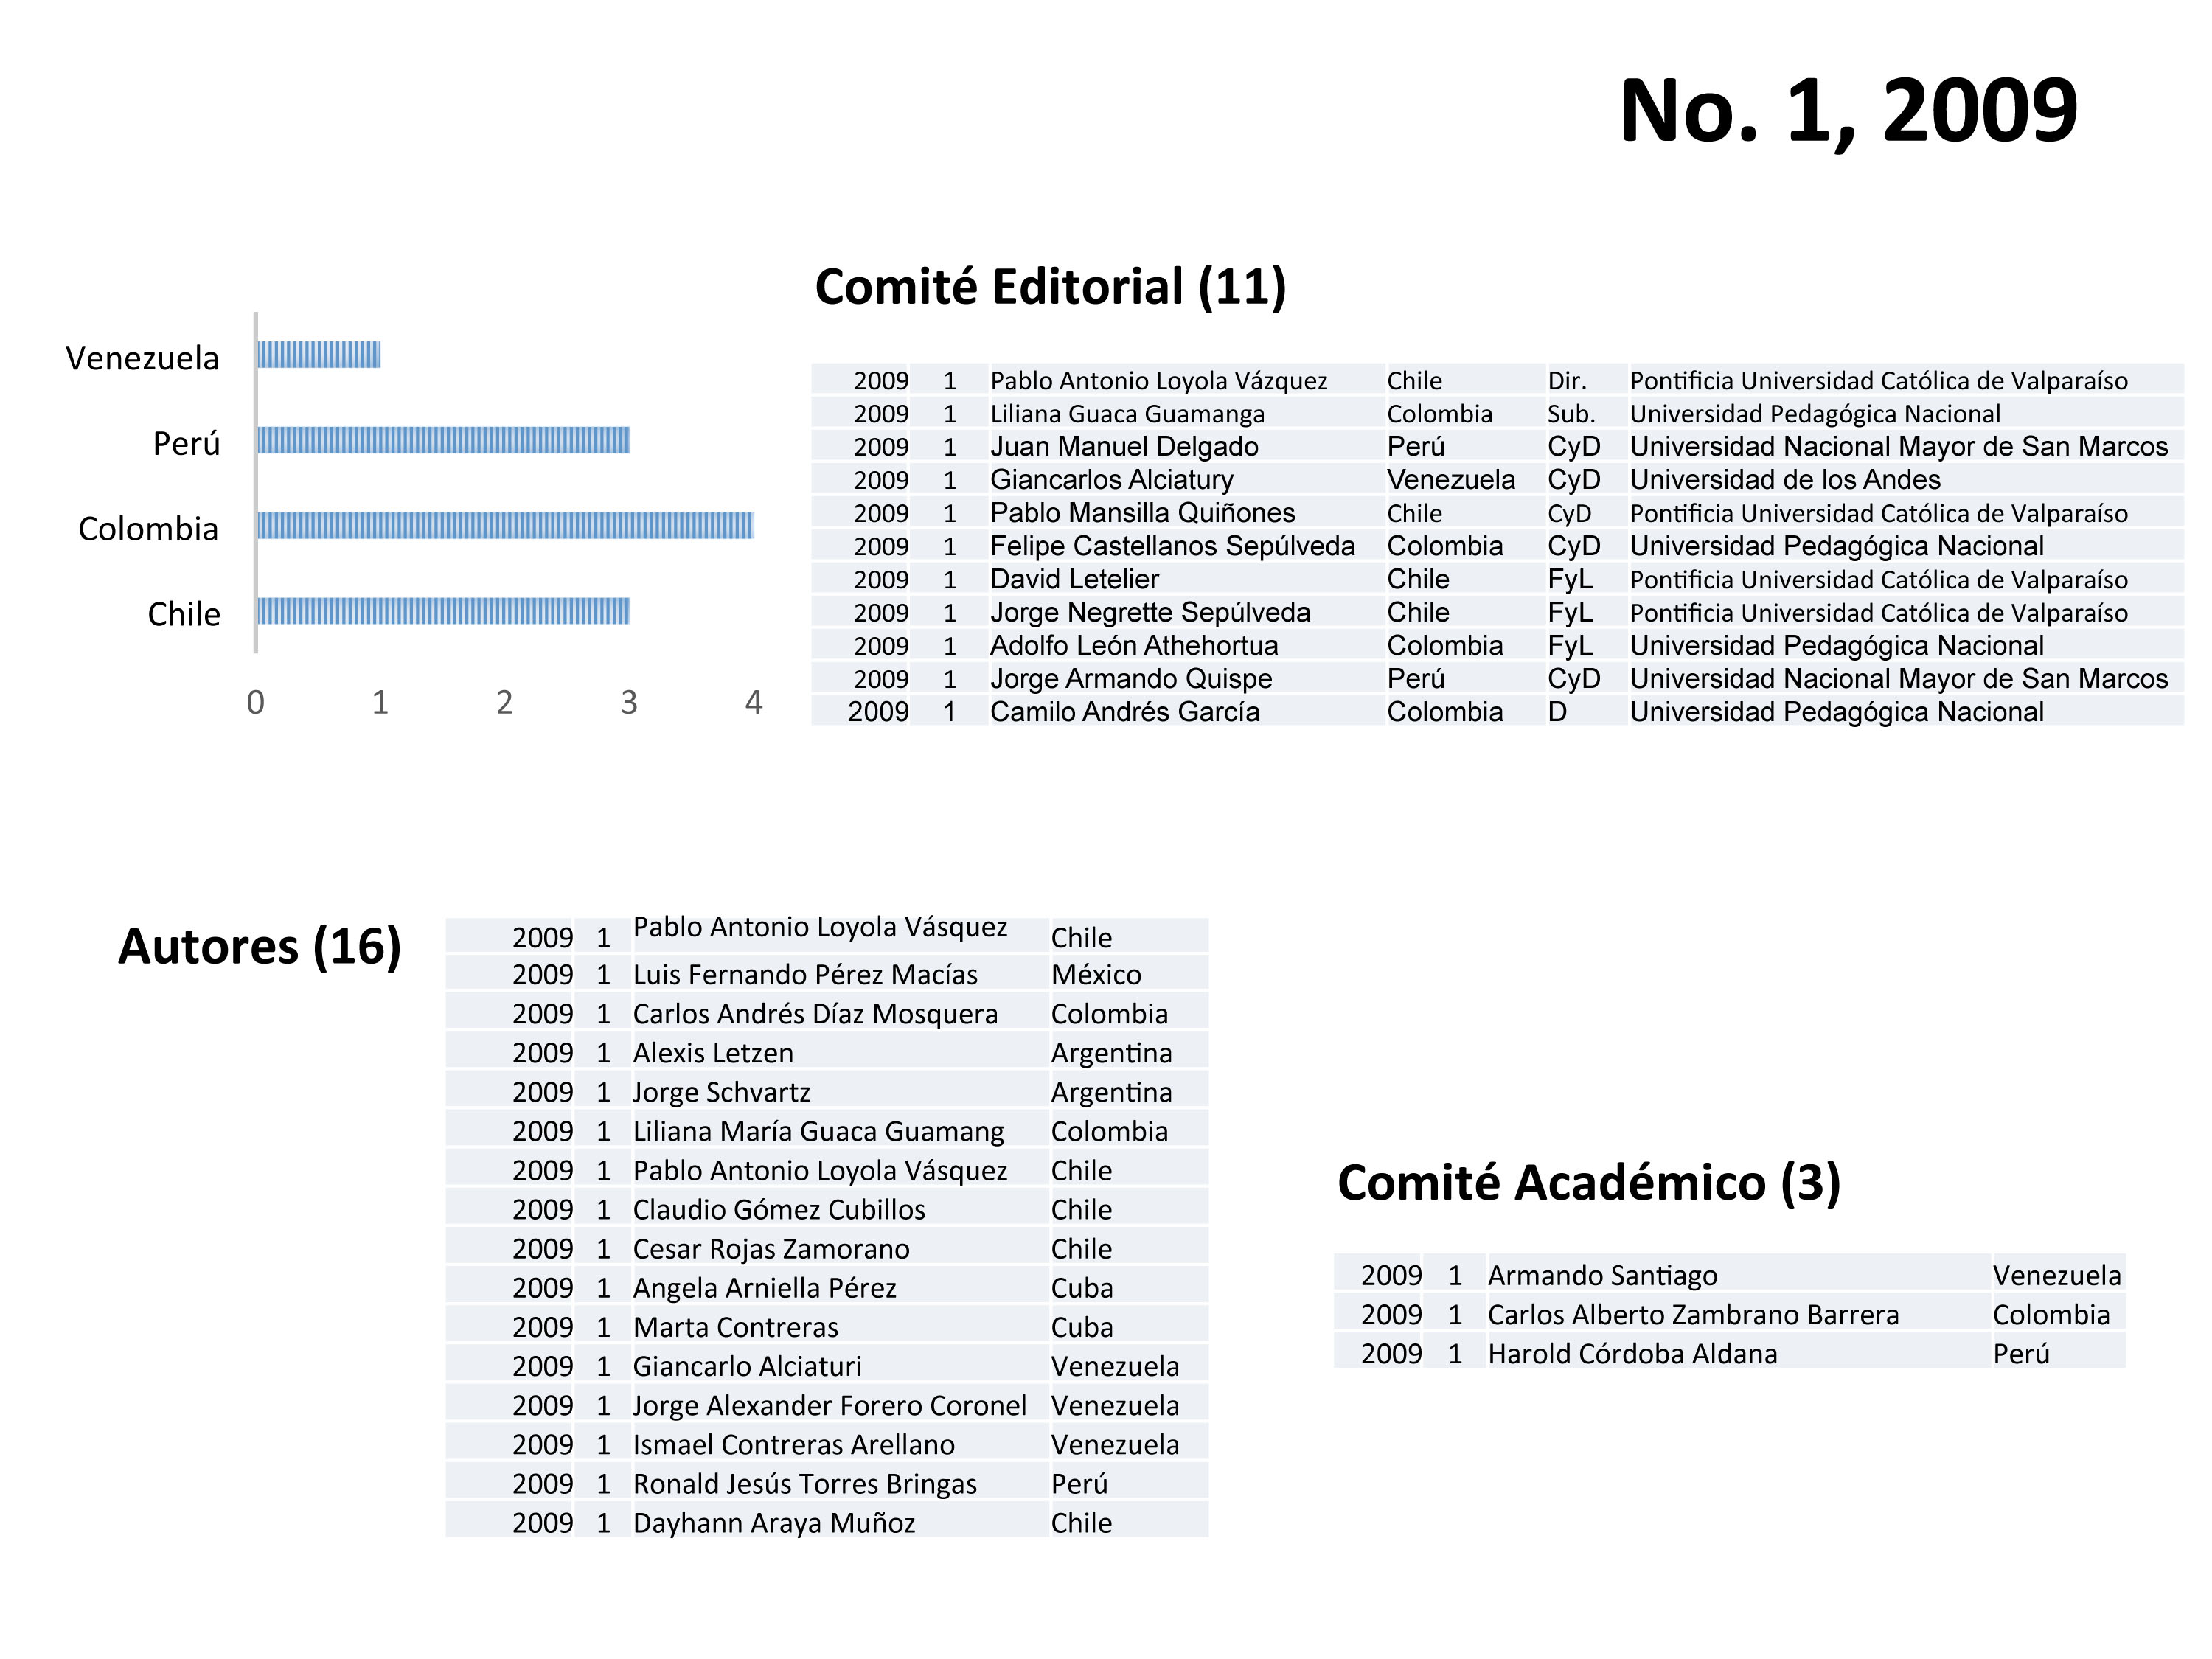 No. 1, 2009
Comité Editorial (11)
Venezuela
Perú
Colombia
Chile
0 1 2 3 4
2009 1 Pablo Antonio Loyola Vázquez Chile Dir. Pontificia Universidad Católica de Valparaíso
2009 1 Liliana Guaca Guamanga Colombia Sub. Universidad Pedagógica Nacional
2009 1 Juan Manuel Delgado Perú CyD Universidad Nacional Mayor de San Marcos
2009 1 Giancarlos Alciatury Venezuela CyD Universidad de los Andes
2009 1 Pablo Mansilla Quiñones Chile CyD Pontificia Universidad Católica de Valparaíso
2009 1 Felipe Castellanos Sepúlveda Colombia CyD Universidad Pedagógica Nacional
2009 1 David Letelier Chile FyL Pontificia Universidad Católica de Valparaíso
2009 1 Jorge Negrette Sepúlveda Chile FyL Pontificia Universidad Católica de Valparaíso
2009 1 Adolfo León Athehortua Colombia FyL Universidad Pedagógica Nacional
2009 1 Jorge Armando Quispe Perú CyD Universidad Nacional Mayor de San Marcos
2009 1 Camilo Andrés García Colombia D Universidad Pedagógica Nacional
Autores (16)
2009 1 Pablo Antonio Loyola Vásquez Chile
2009 1 Luis Fernando Pérez Macías México
2009 1 Carlos Andrés Díaz Mosquera Colombia
2009 1 Alexis Letzen Argentina
2009 1 Jorge Schvartz Argentina
2009 1 Liliana María Guaca Guamang Colombia
2009 1 Pablo Antonio Loyola Vásquez Chile
2009 1 Claudio Gómez Cubillos Chile
2009 1 Cesar Rojas Zamorano Chile
2009 1 Angela Arniella Pérez Cuba
2009 1 Marta Contreras Cuba
2009 1 Giancarlo Alciaturi Venezuela
2009 1 Jorge Alexander Forero Coronel Venezuela
2009 1 Ismael Contreras Arellano Venezuela
2009 1 Ronald Jesús Torres Bringas Perú
2009 1 Dayhann Araya Muñoz Chile
Comité Académico (3)
2009 1 Armando Santiago Venezuela
2009 1 Carlos Alberto Zambrano Barrera Colombia
2009 1 Harold Córdoba Aldana Perú